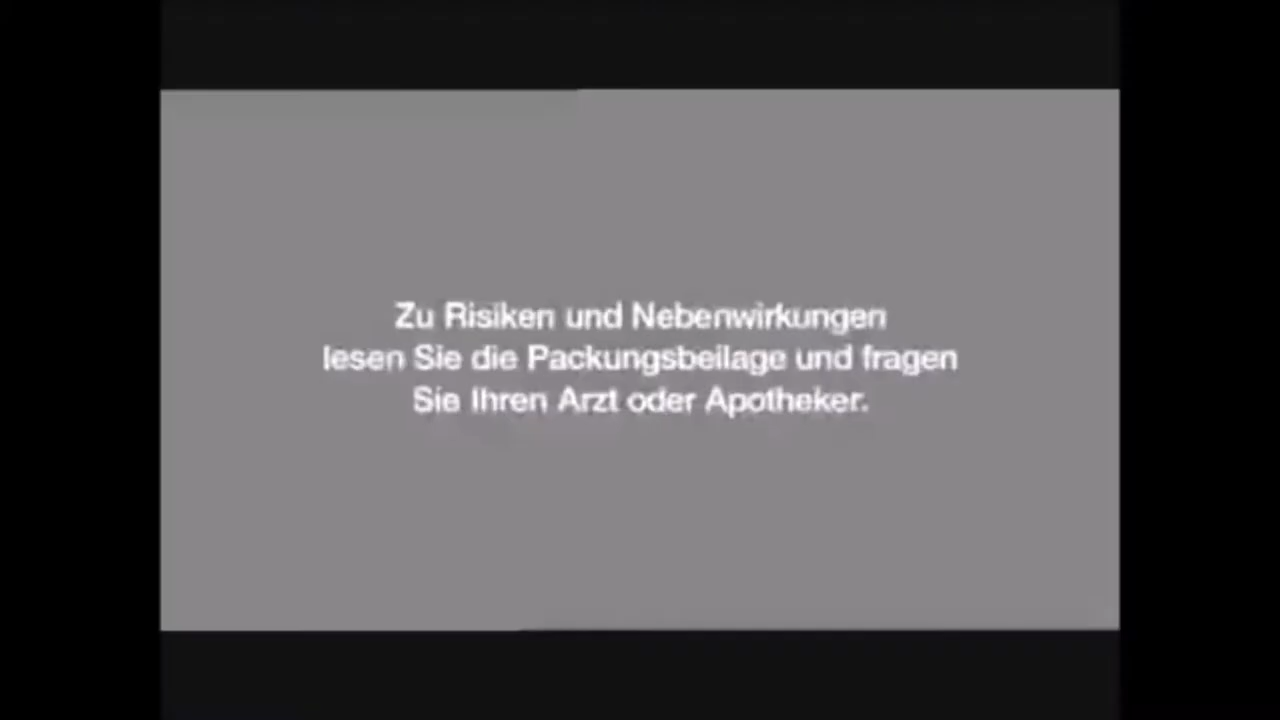 Zu Risiken und Nebenwirkungen
lesen Sie die Packungsbeilage und fragen
Sie Ihren Arzt oder Apotheker.